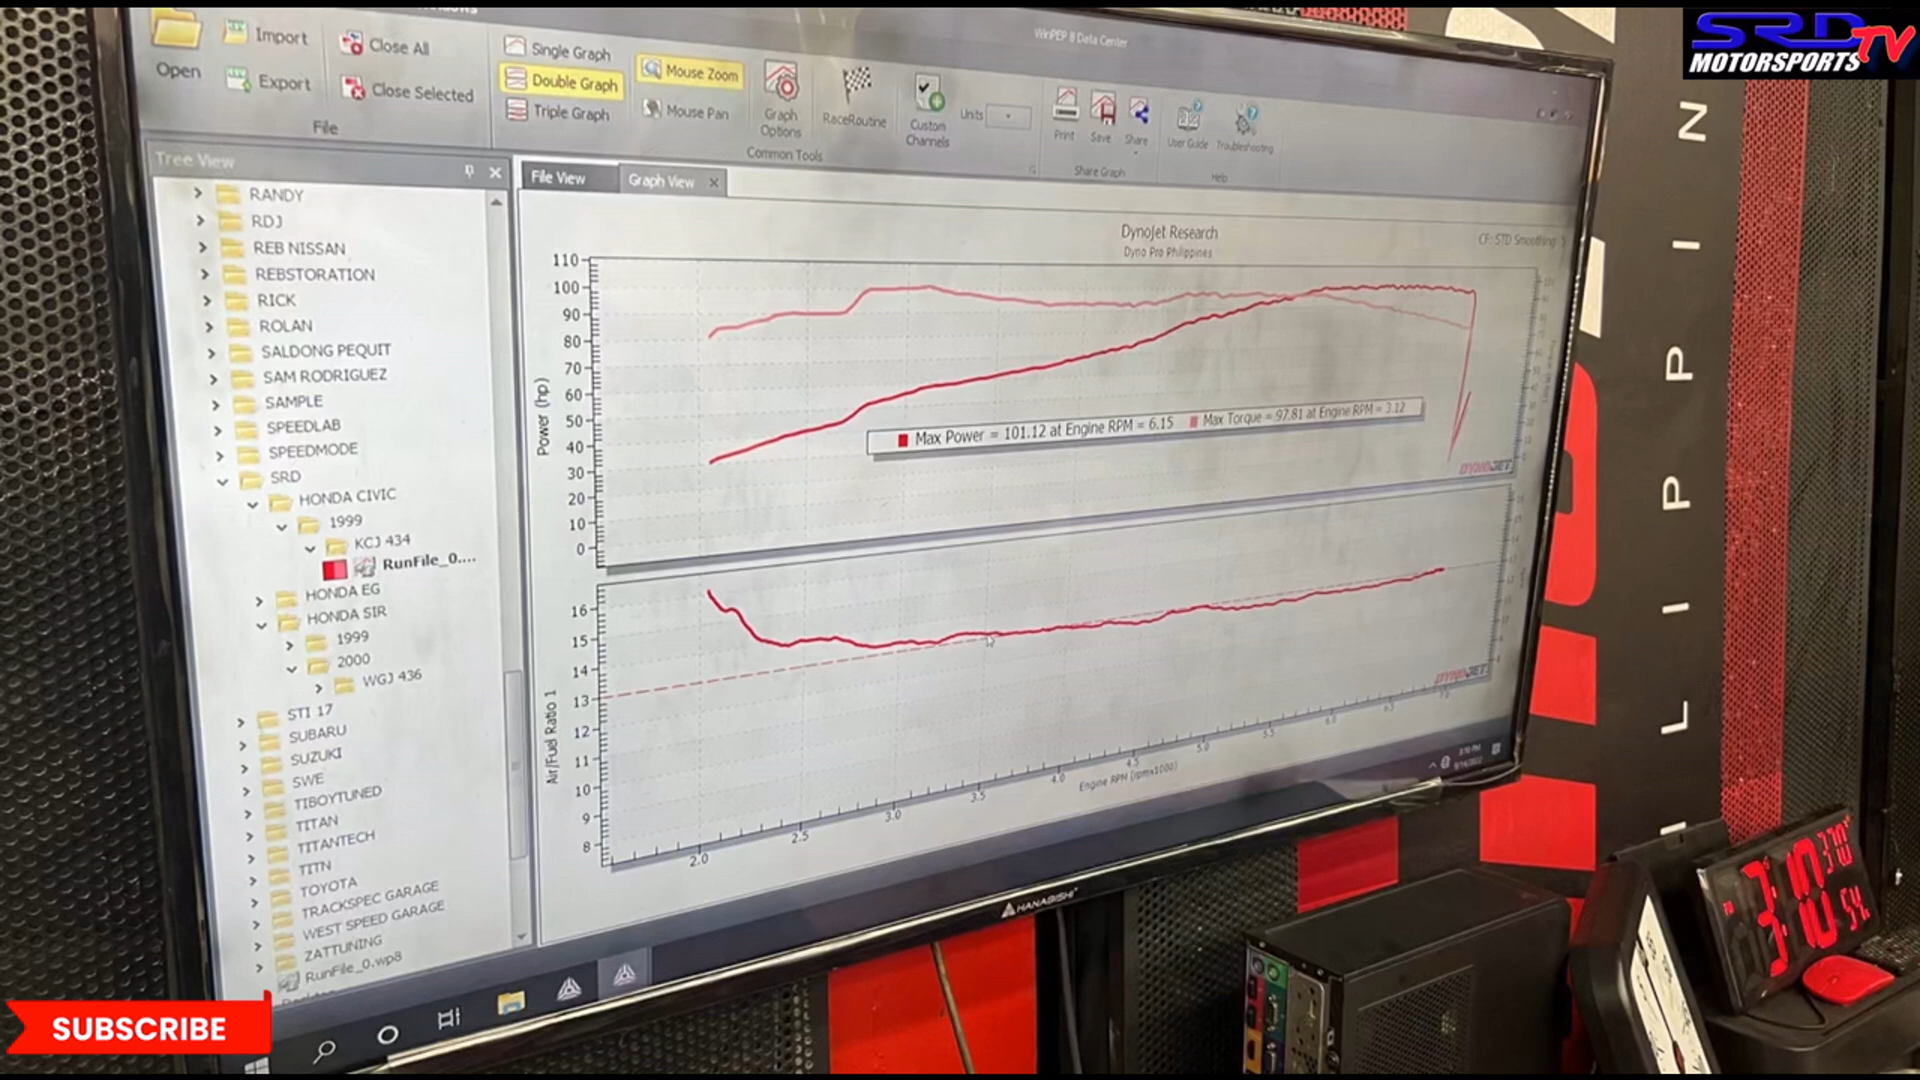 SRD TV
MOTORSPORTS
WinPEP 8 Data Center
Open
Import
Export
Close All
Close Selected
File
Single Graph
Double Graph
Triple Graph
Mouse Zoom
Mouse Pan
Graph Options
RaceRoutine
Custom Channels
Units
Common Tools
Print
Save
Share
Share Graph
User Guide
Troubleshooting
Help
Tree View
RANDY
RDJ
REB NISSAN
REBSTORATION
RICK
ROLAN
SALDONG PEQUIT
SAM RODRIGUEZ
SAMPLE
SPEEDLAB
SPEEDMODE
SRD
HONDA CIVIC
1999
KCJ 434
RunFile_0....
HONDA EG
HONDA SIR
1999
2000
WGJ 436
STI 17
SUBARU
SUZUKI
SWE
TIBOYTUNED
TITAN
TITANTECH
TITN
TOYOTA
TRACKSPEC GARAGE
WEST SPEED GARAGE
ZATTUNING
RunFile_0.wp8
File View
Graph View
DynoJet Research
Dyno Pro Philippines
CF: STD Smoothing
Power (hp)
110
100
90
80
70
60
50
40
30
20
10
0
Max Power = 101.12 at Engine RPM = 6.15
Max Torque = 97.81 at Engine RPM = 3.12
DYNOJET
Air/Fuel Ratio 1
16
15
14
13
12
11
10
9
8
DYNOJET
2.0
2.5
3.0
3.5
4.0
4.5
5.0
5.5
6.0
6.5
7.0
Engine RPM (rpmx1000)
3:10 PM
HANABISHI
SUBSCRIBE
3:10